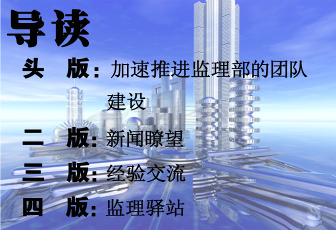 导读
头 版：加速推进监理部的团队
建设
二 版：新闻瞭望
三 版：经验交流
四 版：监理驿站